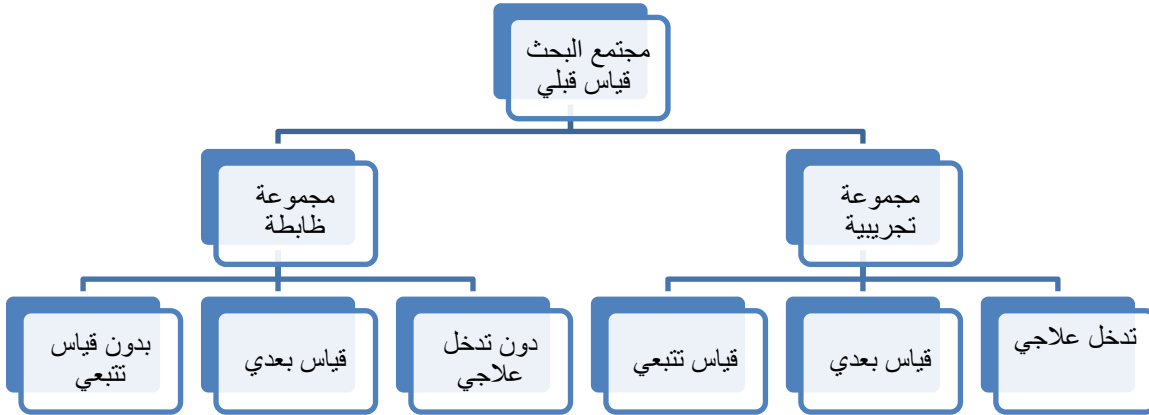 مجتمع البحث
قياس قبلي
مجموعة
تجريبية
مجموعة
ظابطة
تدخل علاجي
قياس بعدي
قياس تتبعي
دون تدخل
علاجي
قياس بعدي
بدون قياس
تتبعي